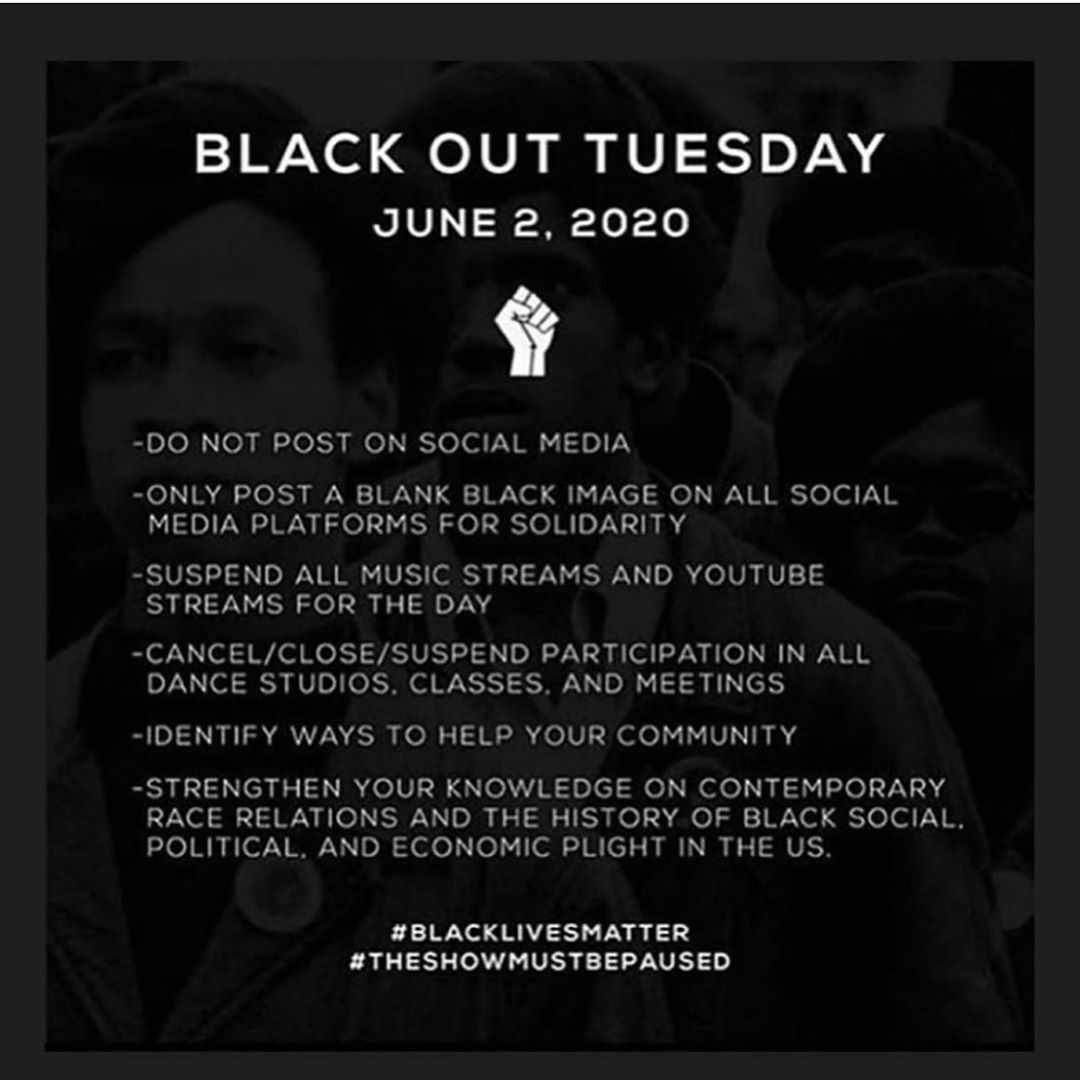 BLACK OUT TUESDAY
JUNE 2, 2020
-DO NOT POST ON SOCIAL MEDIA
-ONLY POST A BLANK BLACK IMAGE ON ALL SOCIAL
MEDIA PLATFORMS FOR SOLIDARITY
-SUSPEND ALL MUSIC STREAMS AND YOUTUBE
STREAMS FOR THE DAY
-CANCEL/CLOSE/SUSPEND PARTICIPATION IN ALL
DANCE STUDIOS, CLASSES, AND MEETINGS
-IDENTIFY WAYS TO HELP YOUR COMMUNITY
-STRENGTHEN YOUR KNOWLEDGE ON CONTEMPORARY
RACE RELATIONS AND THE HISTORY OF BLACK SOCIAL,
POLITICAL, AND ECONOMIC PLIGHT IN THE US.
#BLACKLIVESMATTER
#THESHOWMUSTBEPAUSED